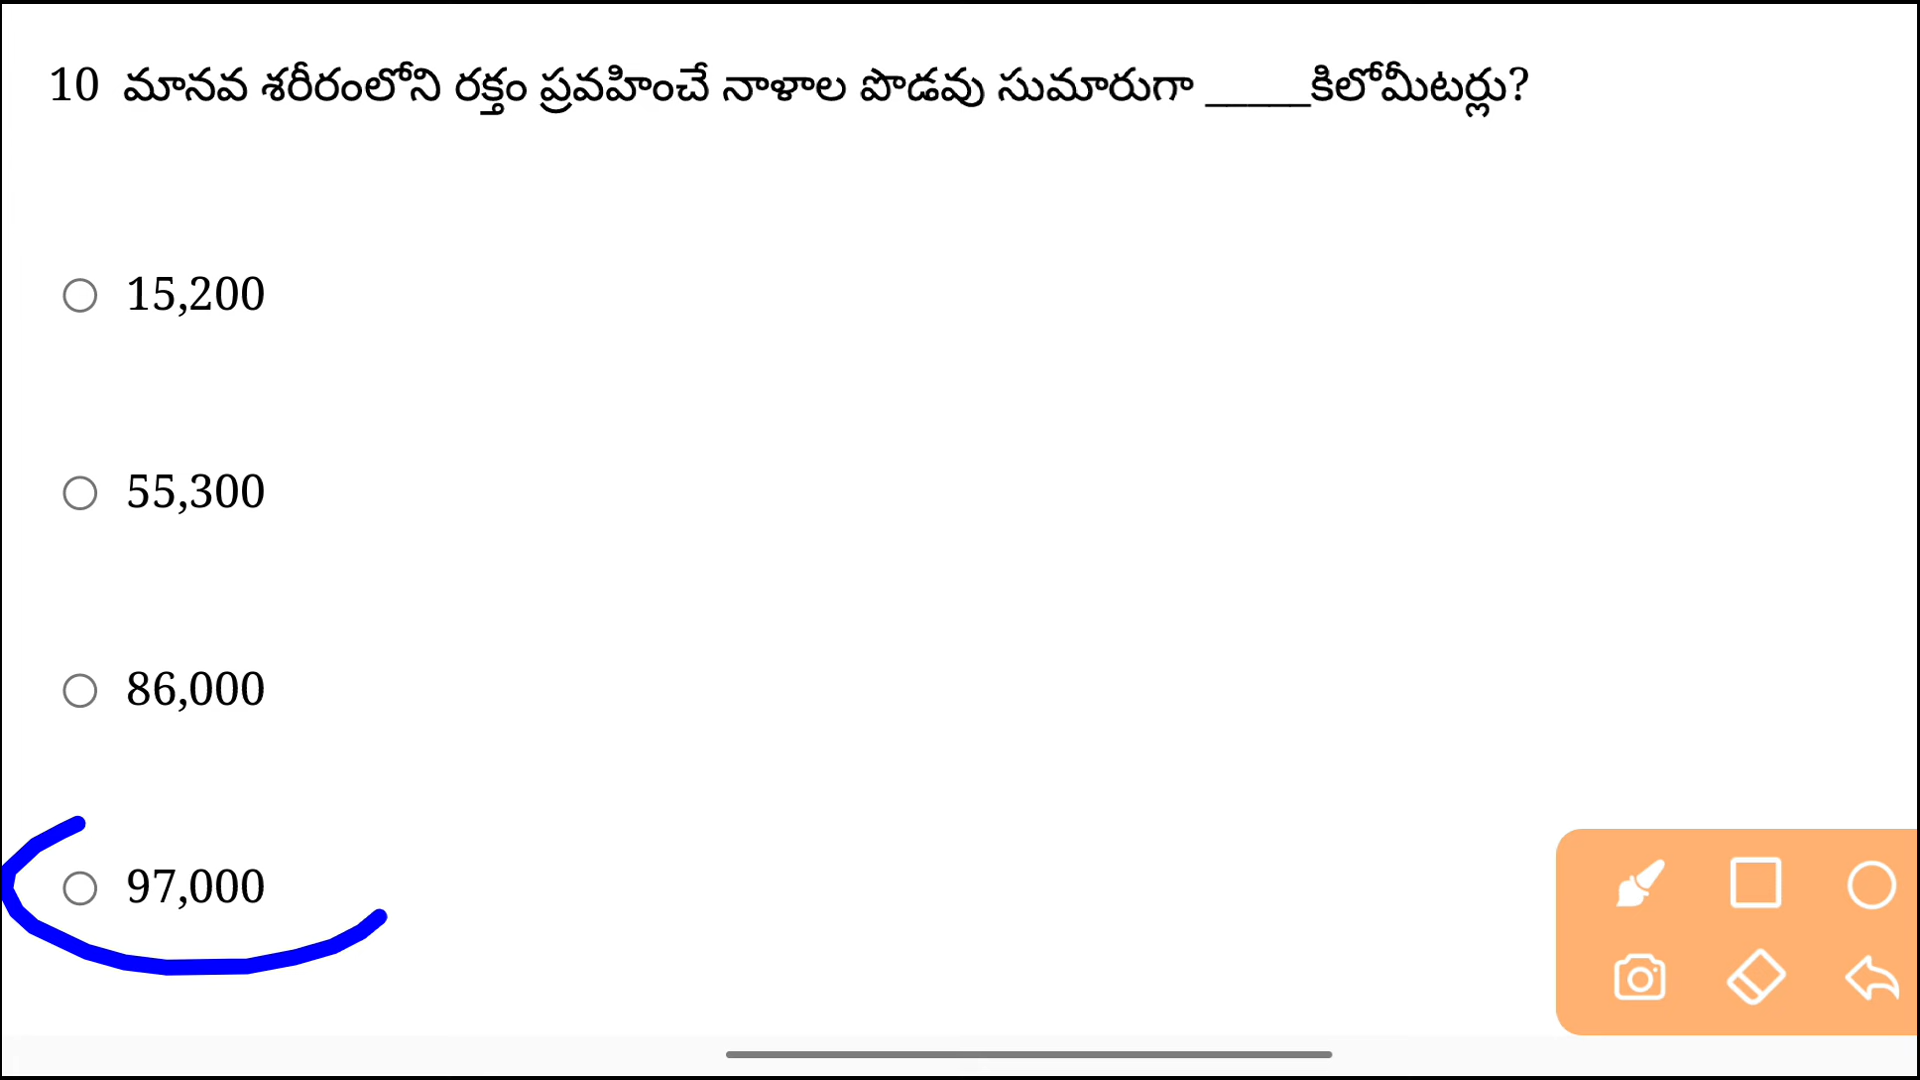 10 మానవ శరీరంలోని రక్తం ప్రవహించే నాళాల పొడవు సుమారుగా _____కిలోమీటర్లు?
15,200
55,300
86,000
97,000